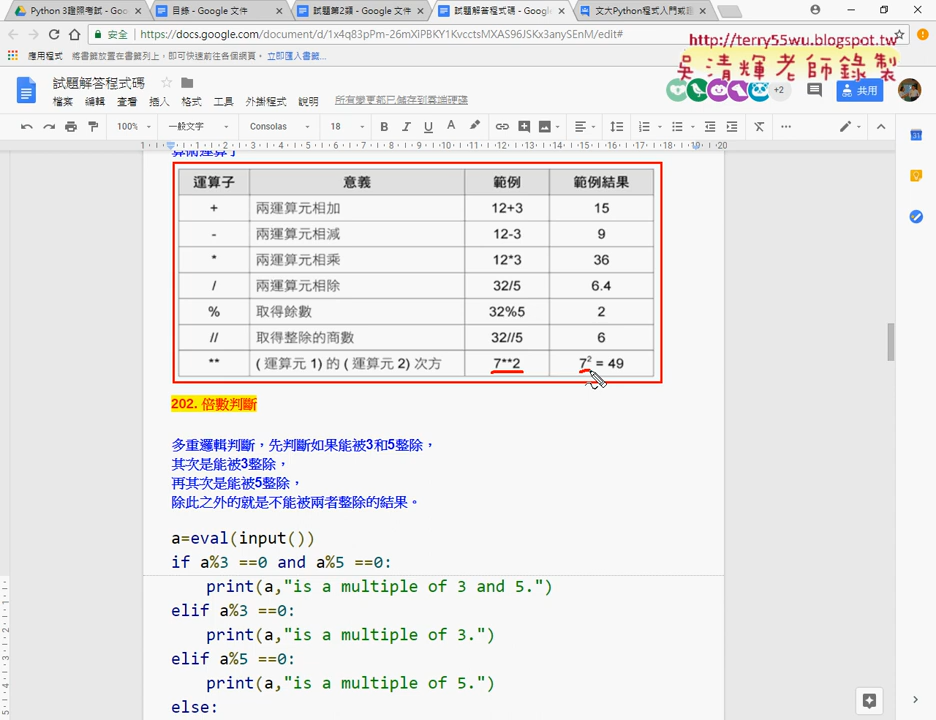 Python 3證照考試 - Goo
目錄 - Google 文件
試題第2類 - Google 文件
試題解答程式碼 - Googl
文大Python程式入門或證
安全
https://docs.google.com/document/d/1x4q83pPm-26mXIPBKY1KvcctsMXAS96JSKx3anySEnM/edit#
應用程式
將書籤放置在書籤列上，即可快速前往各個網頁。
立即匯入書籤...
http://terry55wu.blogspot.tw
吳清輝老師錄製
試題解答程式碼
檔案 編輯 查看 插入 格式 工具 外掛程式 說明
所有變更都已儲存到雲端硬碟
+2
共用
100% 一般文字 Consolas 18 B I U A
算術運算子
運算子 意義 範例 範例結果
+ 兩運算元相加 12+3 15
- 兩運算元相減 12-3 9
* 兩運算元相乘 12*3 36
/ 兩運算元相除 32/5 6.4
% 取得餘數 32%5 2
// 取得整除的商數 32//5 6
** (運算元 1) 的 (運算元 2) 次方 7**2 7² = 49
202. 倍數判斷
多重邏輯判斷，先判斷如果能被3和5整除，
其次是能被3整除，
再其次是能被5整除，
除此之外的就是不能被兩者整除的結果。
a=eval(input())
if a%3 ==0 and a%5 ==0:
print(a,"is a multiple of 3 and 5.")
elif a%3 ==0:
print(a,"is a multiple of 3.")
elif a%5 ==0:
print(a,"is a multiple of 5.")
else: